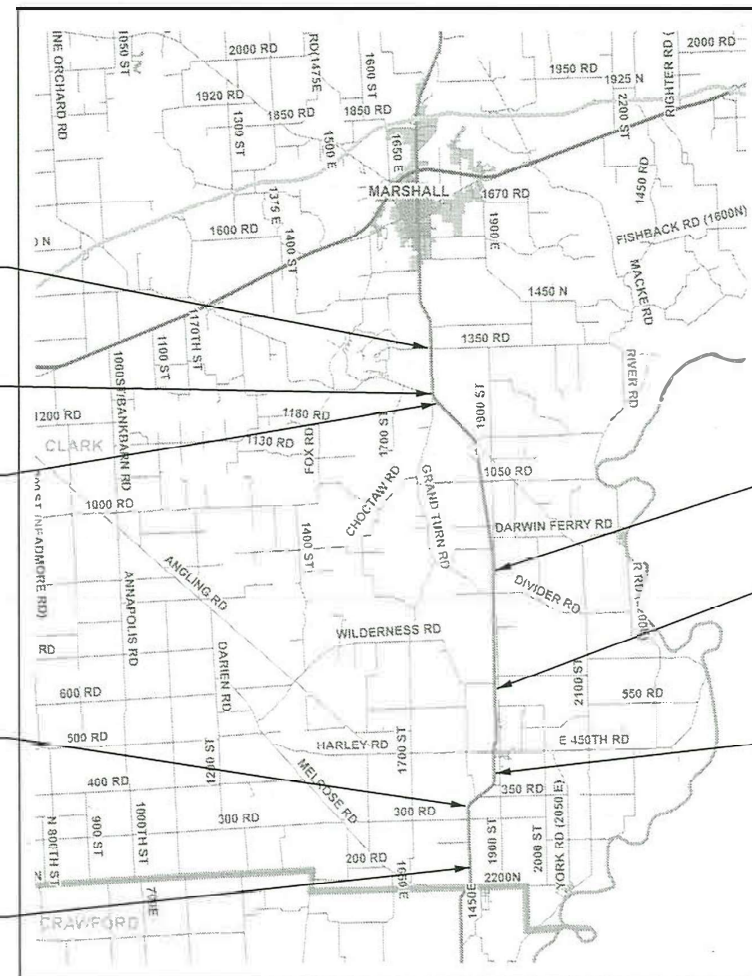 1050 ST
2000 RD
RD(1475E
1600 ST
2000 RD
1950 RD
1925 N
RIGHTER RD (
INE ORCHARD RD
1920 RD
1850 RD
1850 RD
2200 ST
1300 ST
1500 E
1650 E
MARSHALL
1670 RD
1450 RD
1375 E
1900 E
FISHBACK RD (1600N)
0 N
1600 RD
1400 ST
MACKE RD
1450 N
1170TH ST
1350 RD
1100 ST
1000ST/BANKBARN RD
RIVER RD
1900 ST
1200 RD
1180 RD
1700 ST
CLARK
1130 RD
FOX RD
1050 RD
CHOCTAW RD
GRAND TURN RD
1000 RD
(MEADMORE RD)
1400 ST
DARWIN FERRY RD
ANGLING RD
DIVIDER RD
ANNAPOLIS RD
WILDERNESS RD
RD
DARIEN RD
2100 ST
600 RD
550 RD
500 RD
HARLEY RD
1700 ST
E 450TH RD
400 RD
MELROSE RD
350 RD
300 RD
300 RD
N 800TH ST
900 ST
1000TH ST
1900 ST
2000 ST
YORK RD (2050 E)
200 RD
1650 E
2200N
1450E
700E
CRAWFORD